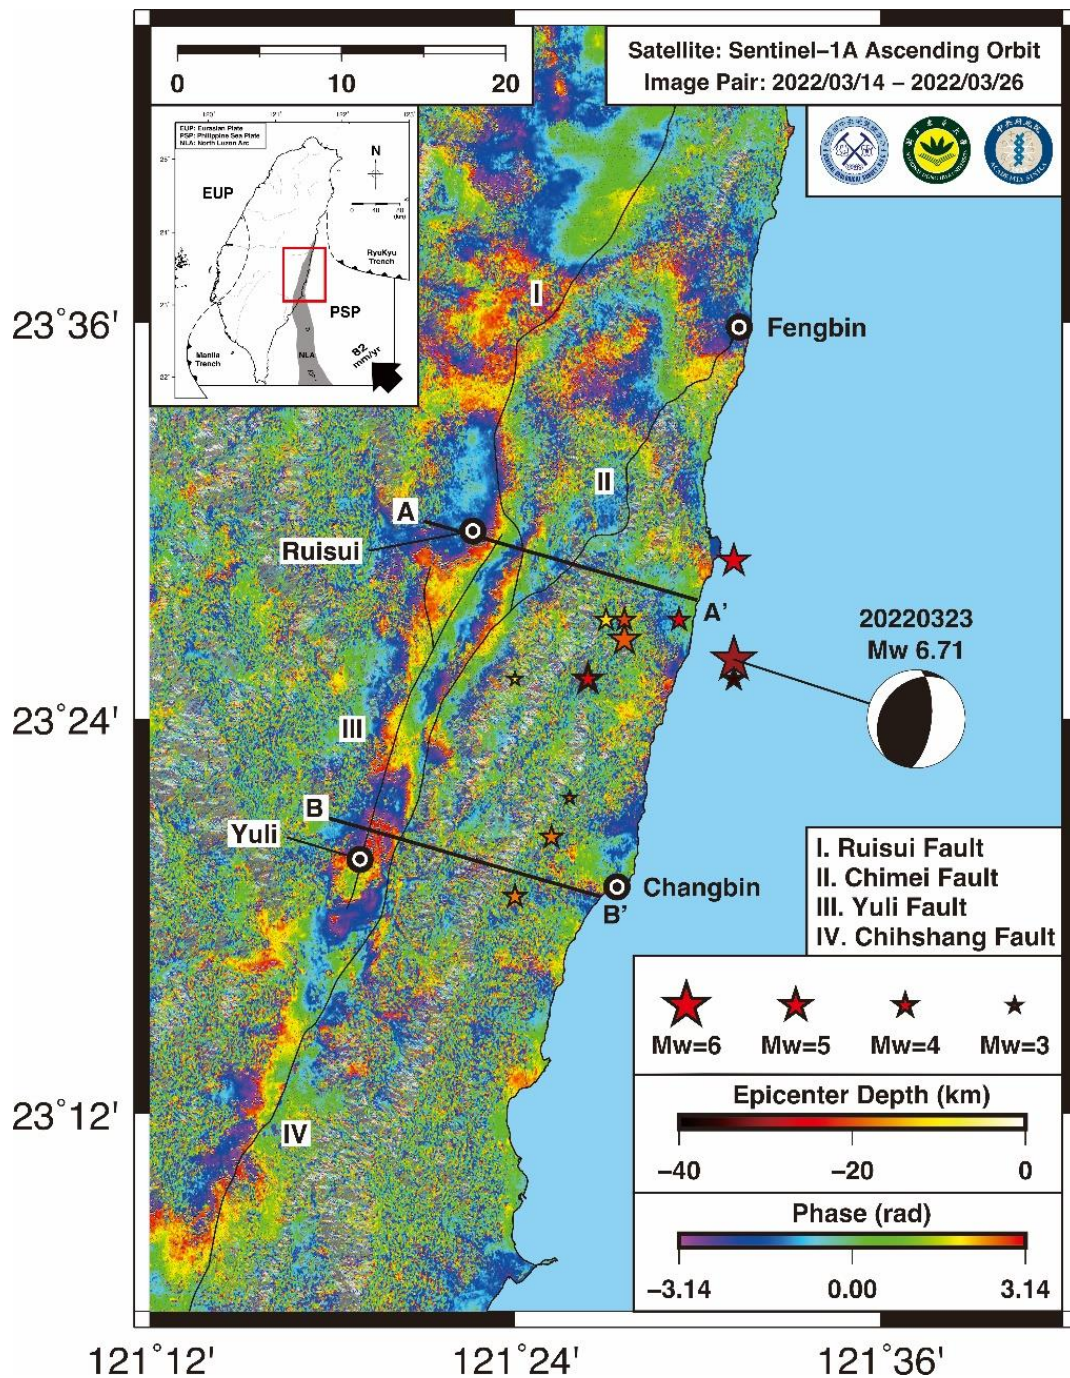 0 10 20
Satellite: Sentinel–1A Ascending Orbit
Image Pair: 2022/03/14 – 2022/03/26
EUP: Eurasian Plate
PSP: Philippine Sea Plate
NLA: North Luzon Arc
N
EUP
RyuKyu
Trench
PSP
Manila
Trench
NLA
82
mm/yr
23°36'
23°24'
23°12'
I
Fengbin
II
A
Ruisui
A'
20220323
Mw 6.71
III
B
Yuli
Changbin
B'
I. Ruisui Fault
II. Chimei Fault
III. Yuli Fault
IV. Chihshang Fault
Mw=6 Mw=5 Mw=4 Mw=3
Epicenter Depth (km)
–40 –20 0
IV
Phase (rad)
–3.14 0.00 3.14
121°12' 121°24' 121°36'